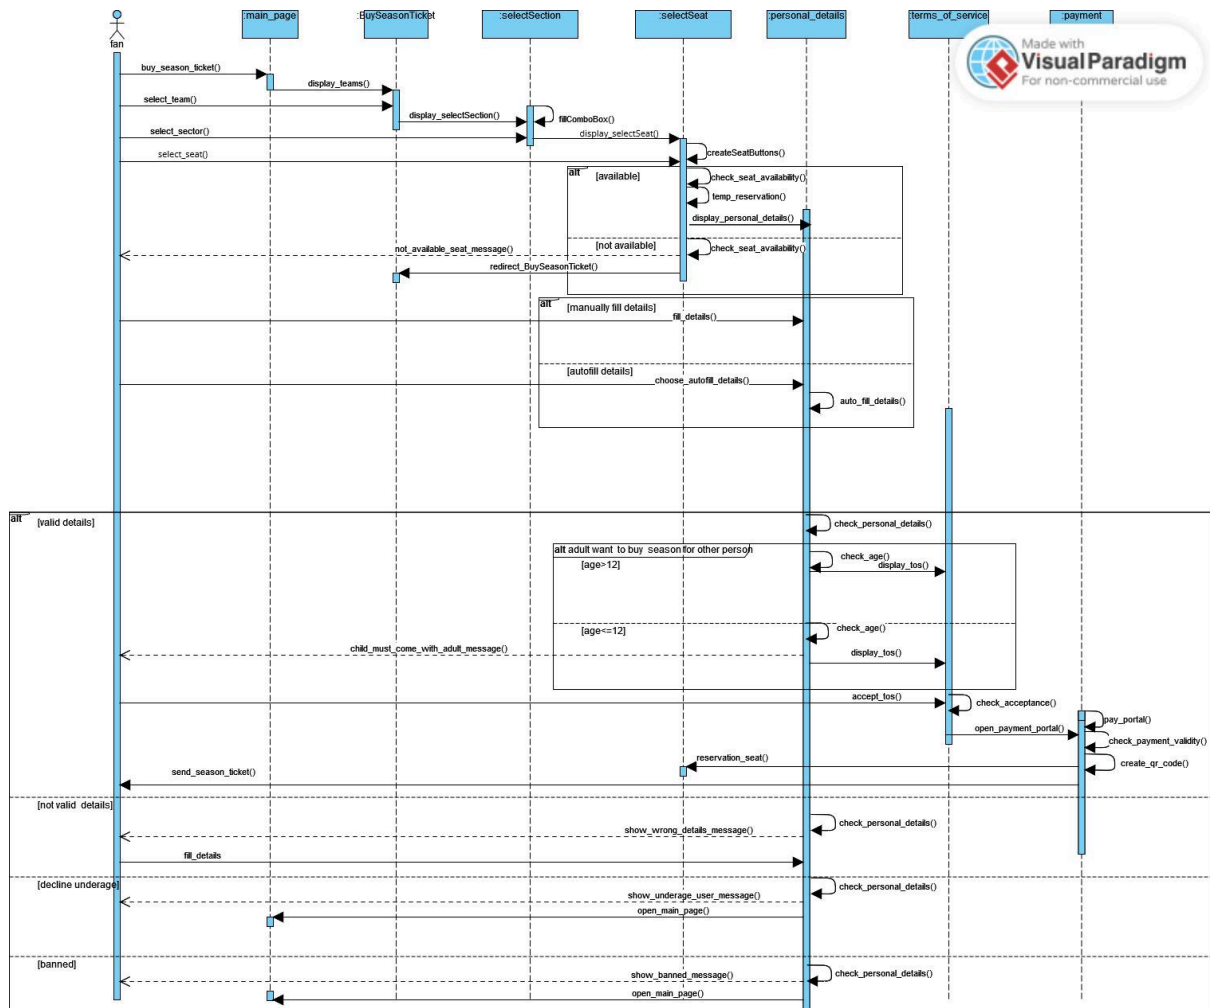 :main_page
:BuySeasonTicket
:selectSection
:selectSeat
:personal_details
:terms_of_service
:payment
fan
Made with
Visual Paradigm
For non-commercial use
buy_season_ticket()
display_teams()
select_team()
display_selectSection()
fillComboBox()
select_sector()
display_selectSeat()
select_seat()
createSeatButtons()
alt
[available]
check_seat_availability()
temp_reservation()
display_personal_details()
[not available]
check_seat_availability()
not_available_seat_message()
redirect_BuySeasonTicket()
alt
[manually fill details]
fill_details()
[autofill details]
choose_autofill_details()
auto_fill_details()
alt
[valid details]
check_personal_details()
alt adult want to buy season for other person
[age>12]
check_age()
display_tos()
[age<=12]
check_age()
child_must_come_with_adult_message()
display_tos()
accept_tos()
check_acceptance()
pay_portal()
open_payment_portal()
check_payment_validity()
reservation_seat()
create_qr_code()
send_season_ticket()
[not valid details]
check_personal_details()
show_wrong_details_message()
fill_details
[decline underage]
check_personal_details()
show_underage_user_message()
open_main_page()
[banned]
check_personal_details()
show_banned_message()
open_main_page()